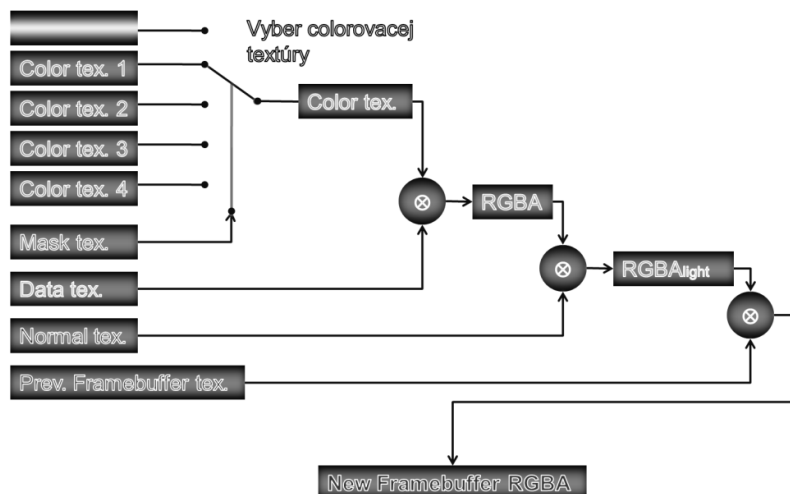 Vyber colorovacej
textúry
Color tex. 1
Color tex. 2
Color tex. 3
Color tex. 4
Color tex.
Mask tex.
Data tex.
Normal tex.
Prev. Framebuffer tex.
⊗
RGBA
⊗
RGBAlight
⊗
New Framebuffer RGBA